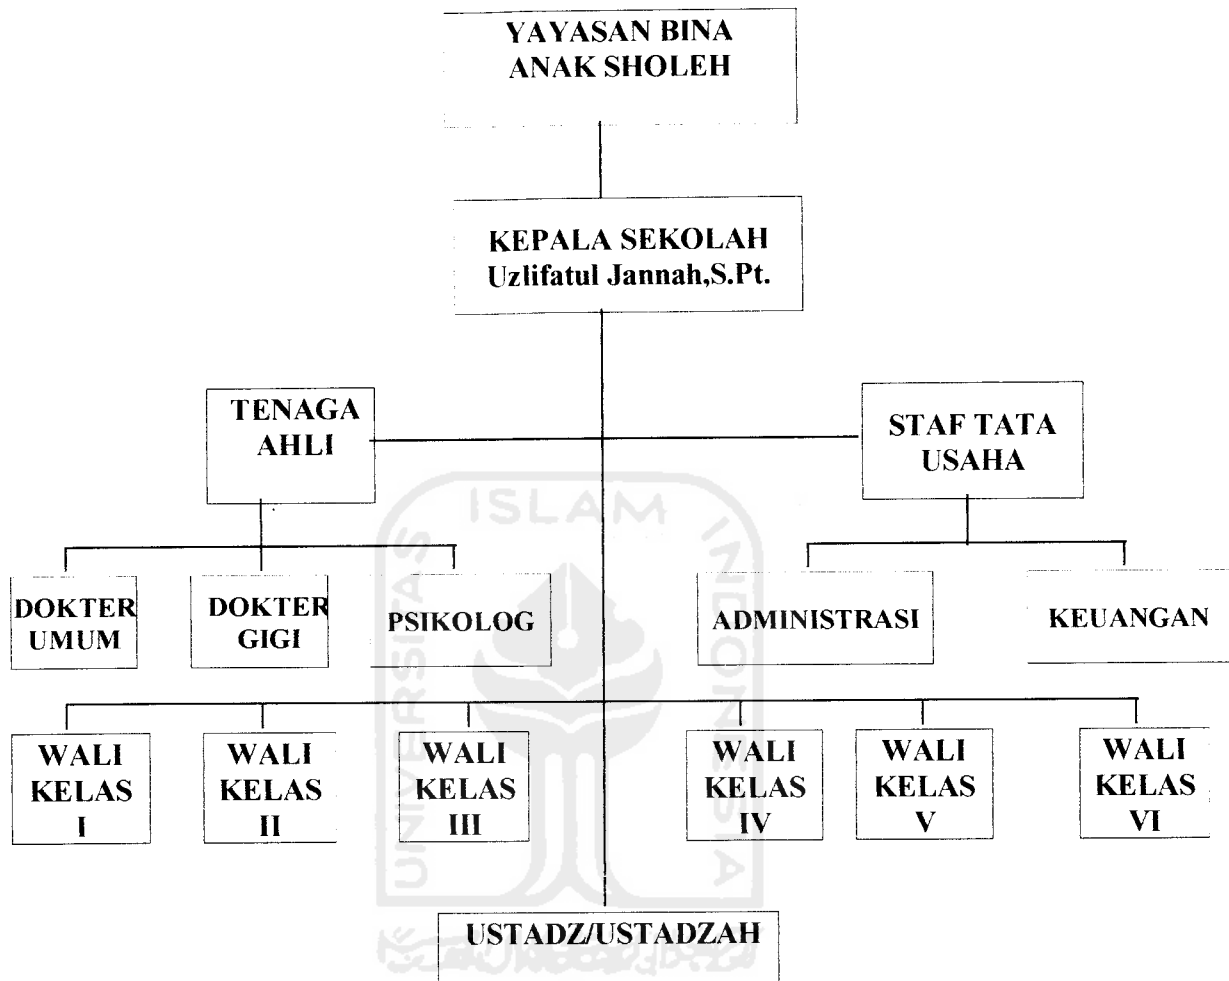 YAYASAN BINA
ANAK SHOLEH
KEPALA SEKOLAH
Uzlifatul Jannah,S.Pt.
TENAGA
AHLI
STAF TATA
USAHA
DOKTER
UMUM
DOKTER
GIGI
PSIKOLOG
ADMINISTRASI
KEUANGAN
WALI
KELAS
I
WALI
KELAS
II
WALI
KELAS
III
WALI
KELAS
IV
WALI
KELAS
V
WALI
KELAS
VI
USTADZ/USTADZAH
UNIVERSITAS
ISLAM
INDONESIA